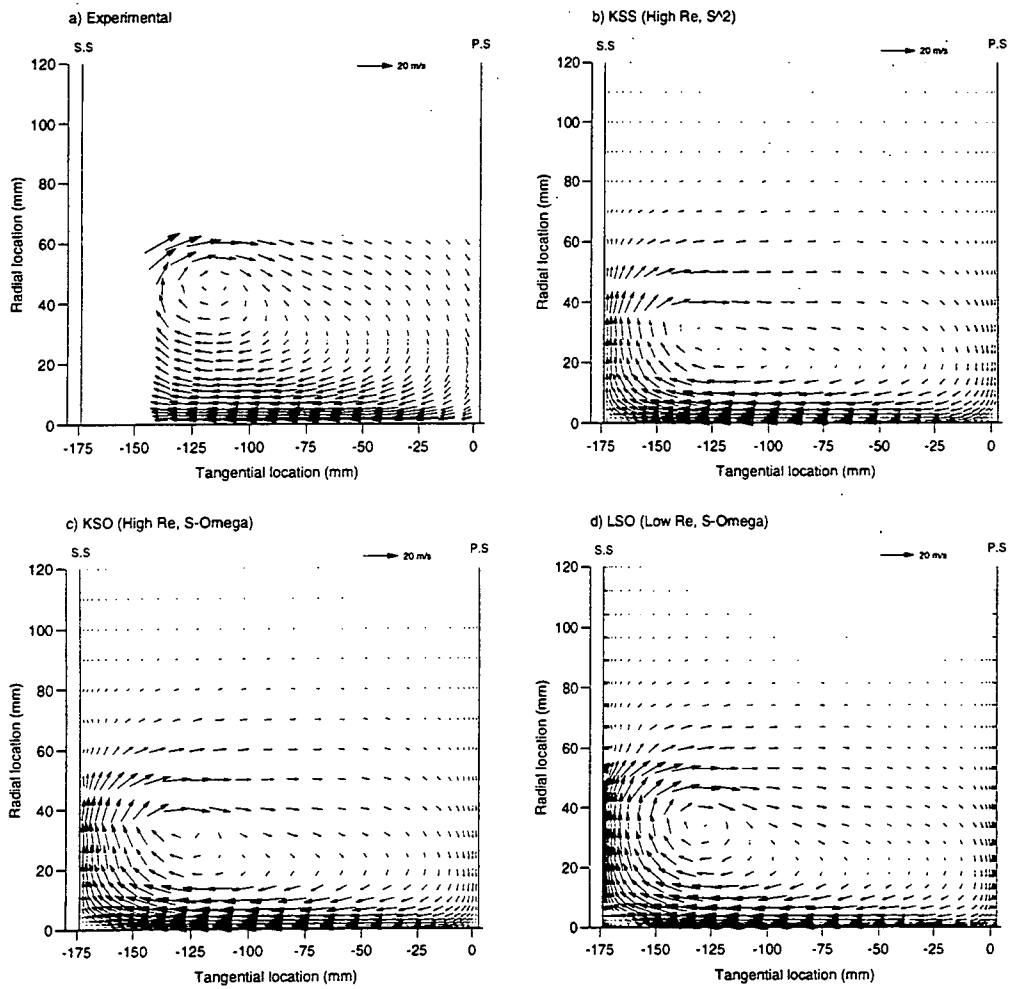 a) Experimental
S.S
P.S
20 m/s
120
100
80
60
40
20
0
Radial location (mm)
-175 -150 -125 -100 -75 -50 -25 0
Tangential location (mm)
b) KSS (High Re, S^2)
S.S
P.S
20 m/s
120
100
80
60
40
20
0
Radial location (mm)
-175 -150 -125 -100 -75 -50 -25 0
Tangential location (mm)
c) KSO (High Re, S-Omega)
S.S
P.S
20 m/s
120
100
80
60
40
20
0
Radial location (mm)
-175 -150 -125 -100 -75 -50 -25 0
Tangential location (mm)
d) LSO (Low Re, S-Omega)
S.S
P.S
20 m/s
120
100
80
60
40
20
0
Radial location (mm)
-175 -150 -125 -100 -75 -50 -25 0
Tangential location (mm)